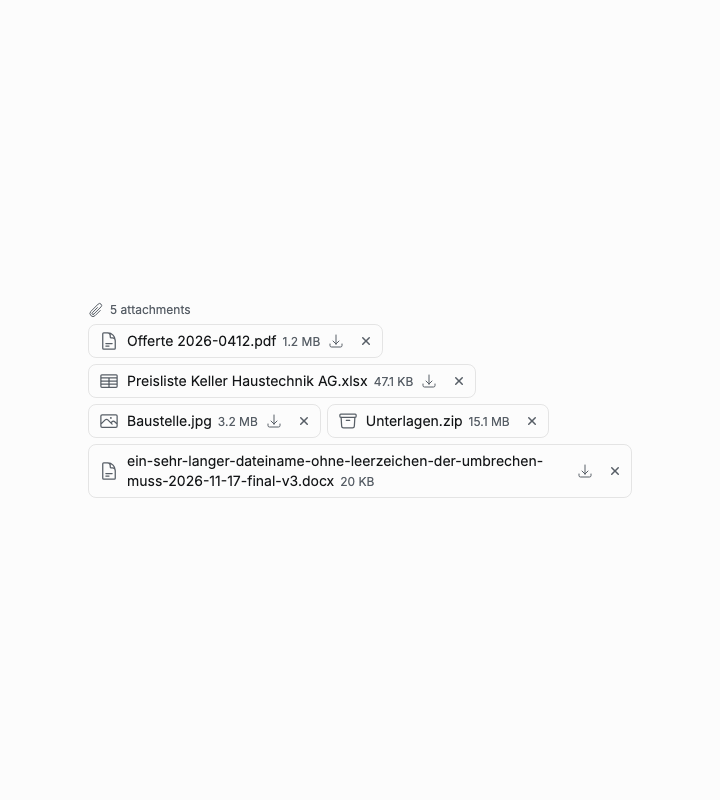 5 attachments
Offerte 2026-0412.pdf 1.2 MB
Preisliste Keller Haustechnik AG.xlsx 47.1 KB
Baustelle.jpg 3.2 MB Unterlagen.zip 15.1 MB
ein-sehr-langer-dateiname-ohne-leerzeichen-der-umbrechen-
muss-2026-11-17-final-v3.docx 20 KB